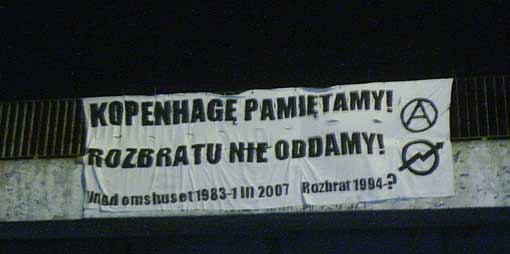 KOPENHAGĘ PAMIĘTAMY!
ROZBRATU NIE ODDAMY!
Ungdomshuset 1983-1 III 2007 Rozbrat 1994-?